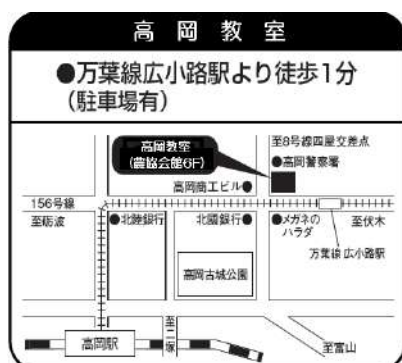 高岡教室
●万葉線広小路駅より徒歩1分
（駐車場有）
高岡教室
（農協会館6F）
至8号線四屋交差点
●高岡警察署
高岡商工ビル●
156号線
至砺波
●北陸銀行
北國銀行●
●メガネの
ハラダ
至伏木
万葉線 広小路駅
高岡古城公園
高岡駅
至二塚
至富山